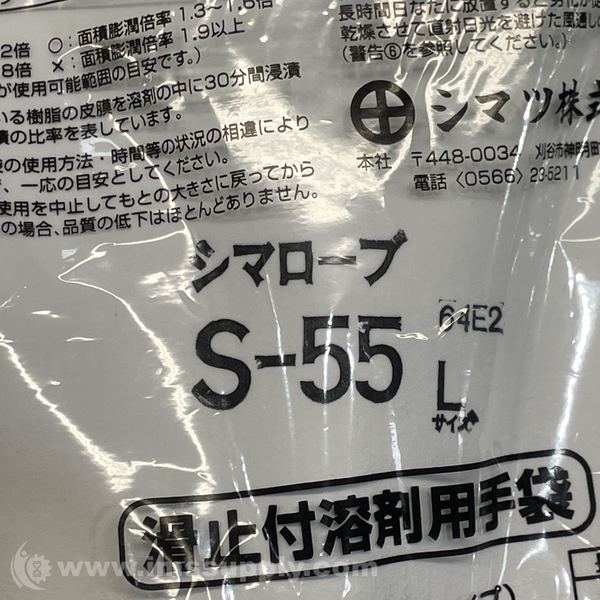 2倍 ○:面積膨潤倍率 1.3～1.8倍
8倍 ×:面積膨潤倍率 1.9以上
が使用可能範囲の目安です。)
いる樹脂の皮膜を溶剤の中に30分間浸漬
積の比率を表しています。
の使用方法・時間等の状況の相違により
、一応の目安としてください。
使用を中止してもとの大きさに戻ってから
の場合、品質の低下はほとんどありません。
長時間日なたに放置すると
乾燥させて直射日光を避けた風通しの
(警告⑥を参照してください。)
シマツ株式
本社 〒448-0034 刈谷市神明町
電話〈0566〉23-5211
シマローブ
S-55
64E2
L
サイズ
滑止付溶剤用手袋